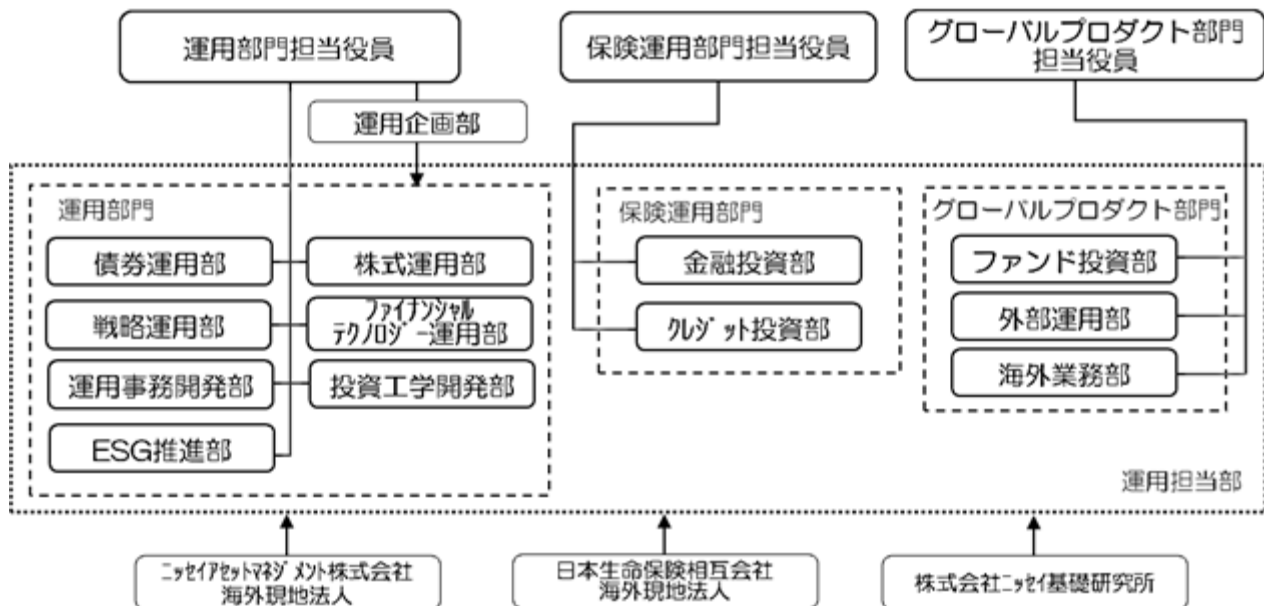 運用部門担当役員
保険運用部門担当役員
グローバルプロダクト部門
担当役員
運用企画部
運用部門
債券運用部
株式運用部
戦略運用部
ファイナンシャル
テクノロジー運用部
運用事務開発部
投資工学開発部
ESG推進部
保険運用部門
金融投資部
クレジット投資部
グローバルプロダクト部門
ファンド投資部
外部運用部
海外業務部
運用担当部
ニッセイアセットマネジメント株式会社
海外現地法人
日本生命保険相互会社
海外現地法人
株式会社ニッセイ基礎研究所